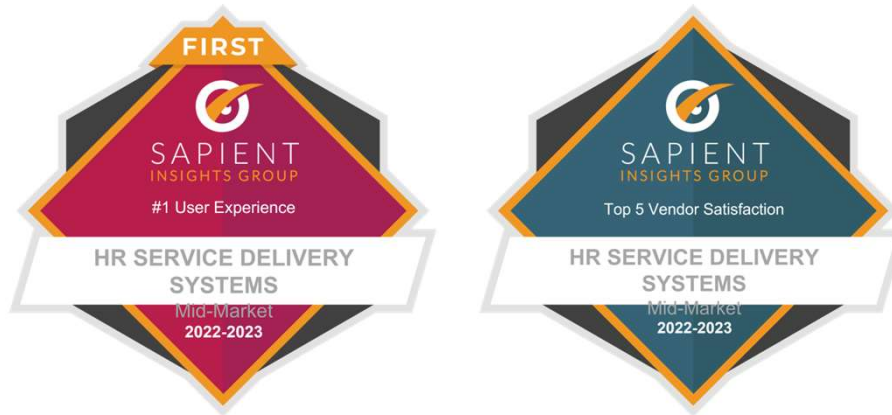 FIRST
SAPIENT
INSIGHTS GROUP
#1 User Experience
HR SERVICE DELIVERY
SYSTEMS
Mid-Market
2022-2023
SAPIENT
INSIGHTS GROUP
Top 5 Vendor Satisfaction
HR SERVICE DELIVERY
SYSTEMS
Mid-Market
2022-2023